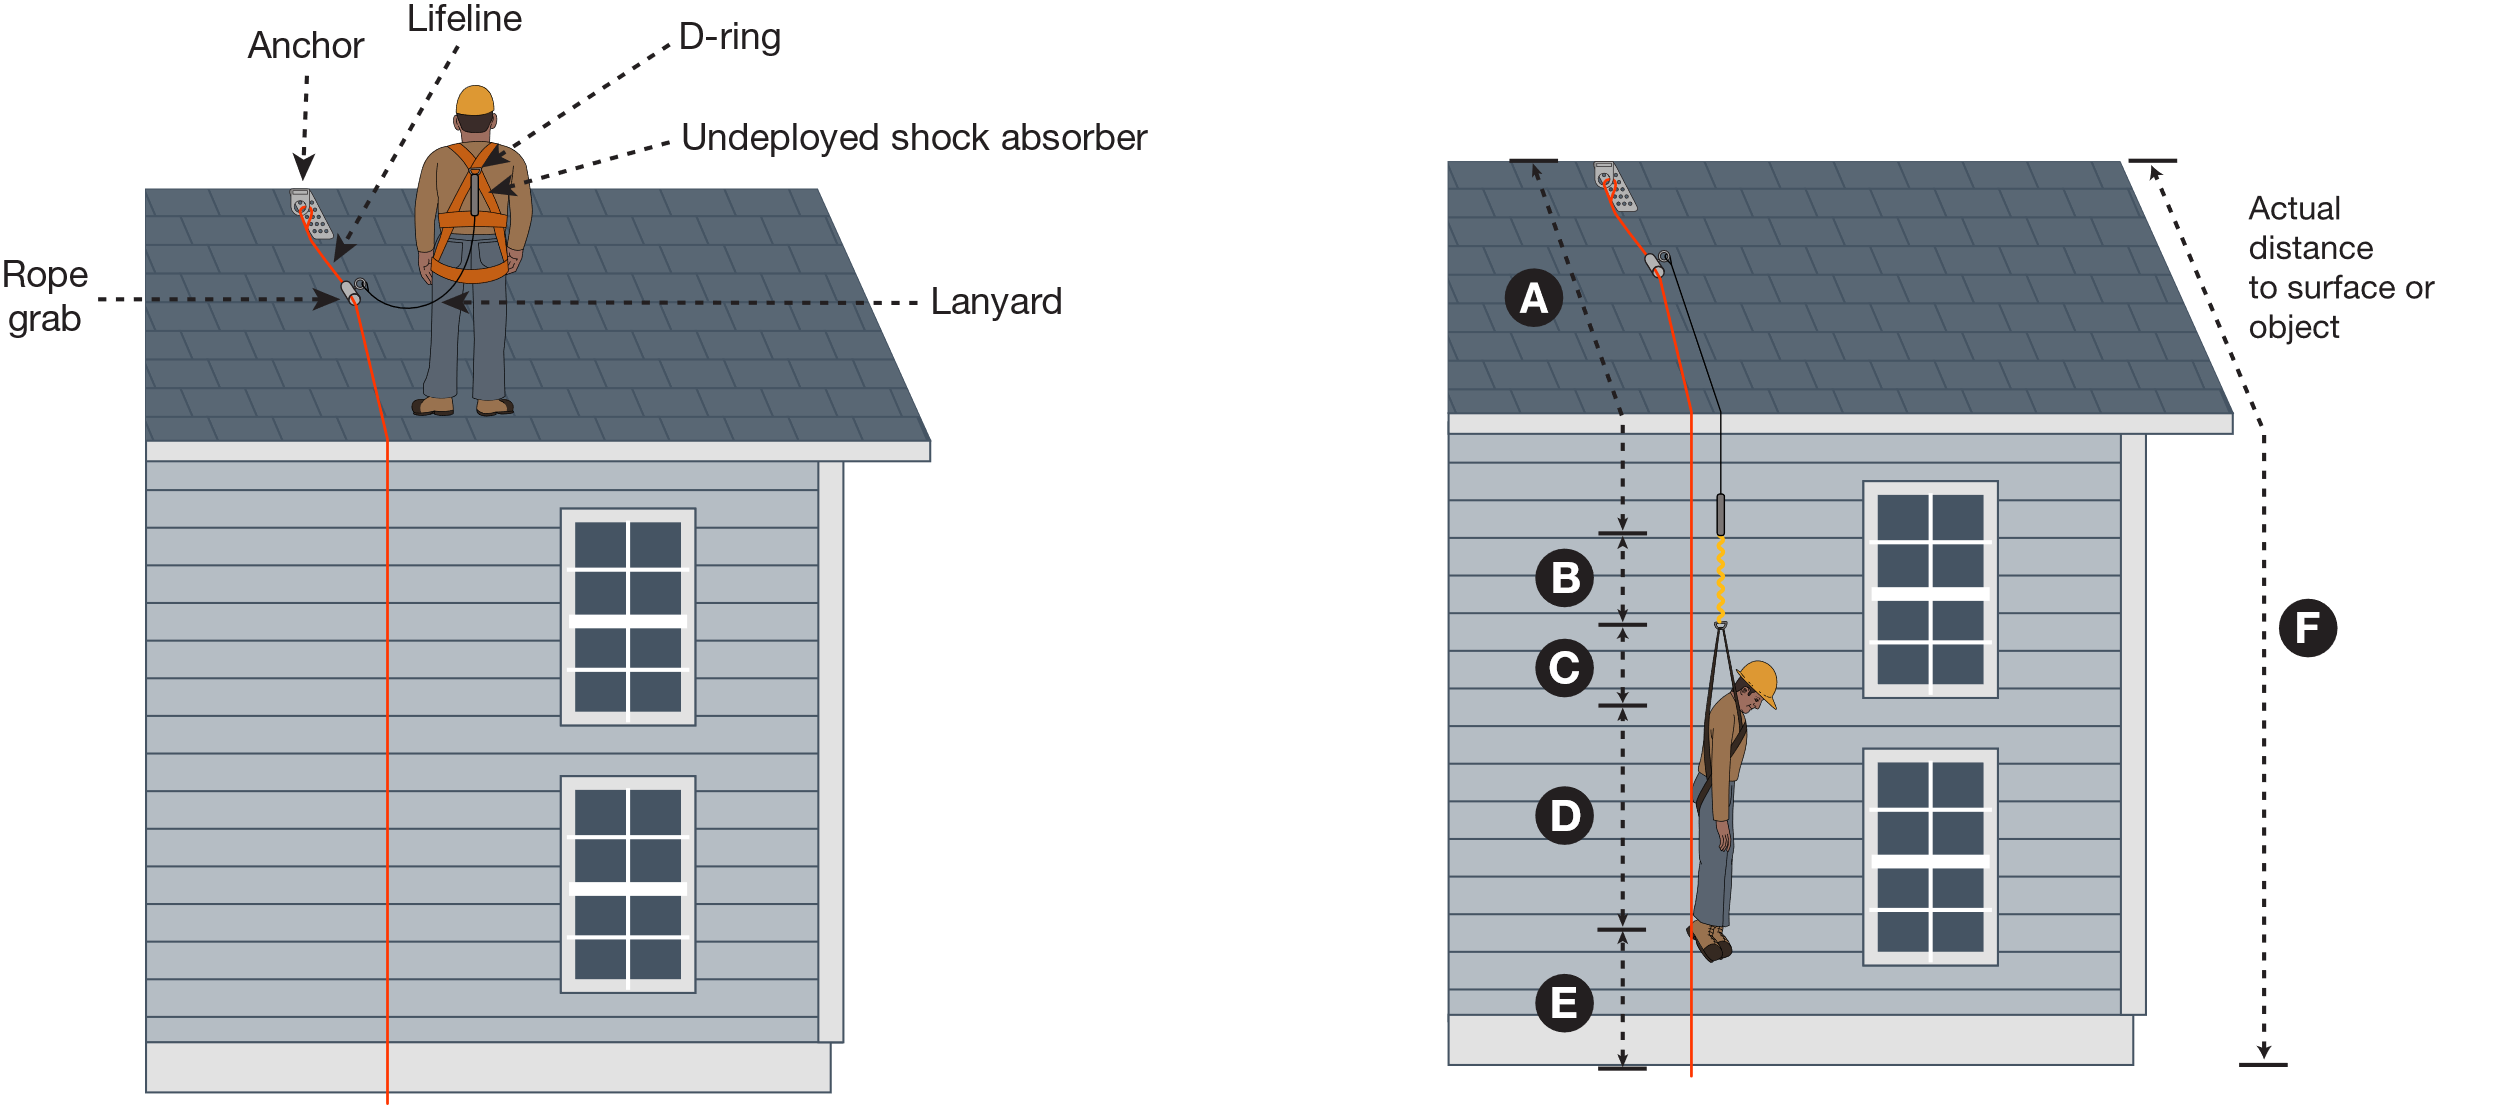 Lifeline
Anchor
D-ring
Undeployed shock absorber
Rope
grab
Lanyard
Actual
distance
to surface or
object
A
B
C
D
E
F